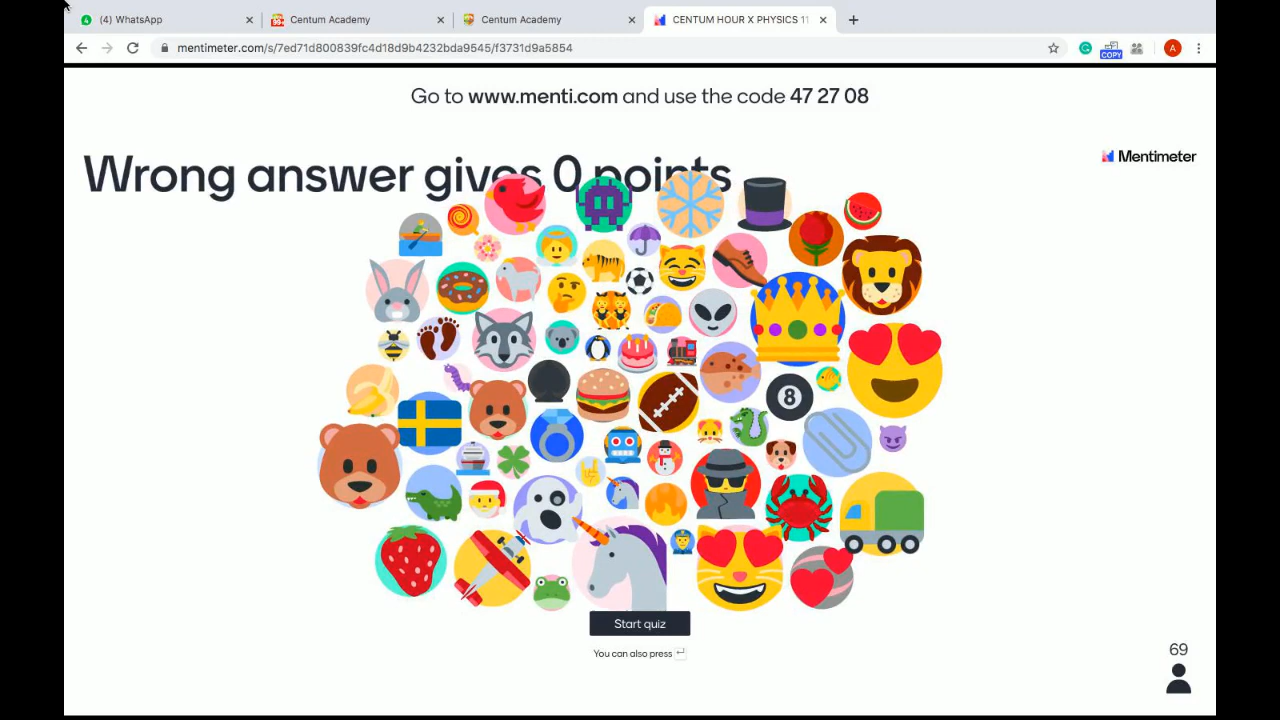 (4) WhatsApp
Centum Academy
Centum Academy
CENTUM HOUR X PHYSICS 11
mentimeter.com/s/7ed71d800839fc4d18d9b4232bda9545/f3731d9a5854
COPY
A
Go to www.menti.com and use the code 47 27 08
Wrong answer gives 0 points
Mentimeter
8
Start quiz
You can also press
69